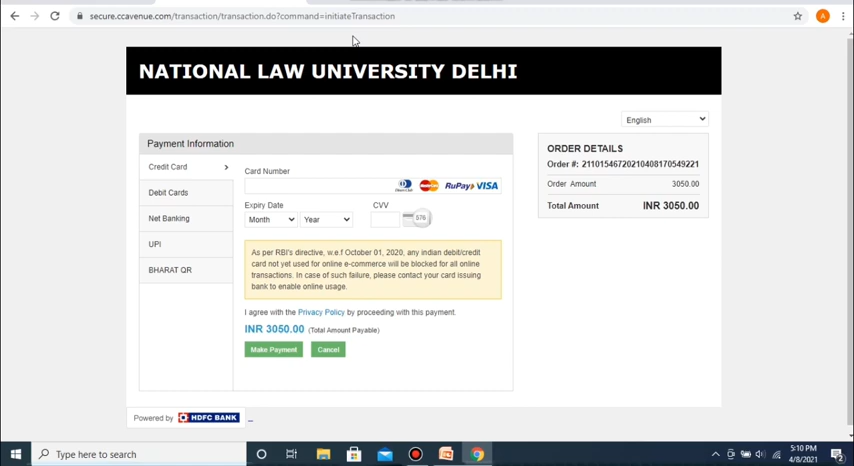 secure.ccavenue.com/transaction/transaction.do?command=initiateTransaction
A
NATIONAL LAW UNIVERSITY DELHI
English
Payment Information
Credit Card
Debit Cards
Net Banking
UPI
BHARAT QR
Card Number
RuPay VISA
Expiry Date
CVV
Month
Year
876
As per RBI's directive, w.e.f October 01, 2020, any indian debit/credit
card not yet used for online e-commerce will be blocked for all online
transactions. In case of such failure, please contact your card issuing
bank to enable online usage.
I agree with the Privacy Policy by proceeding with this payment.
INR 3050.00 (Total Amount Payable)
Make Payment
Cancel
ORDER DETAILS
Order #: 21101546720210408170549221
Order Amount 3050.00
Total Amount INR 3050.00
Powered by HDFC BANK
Type here to search
5:10 PM
4/8/2021
2